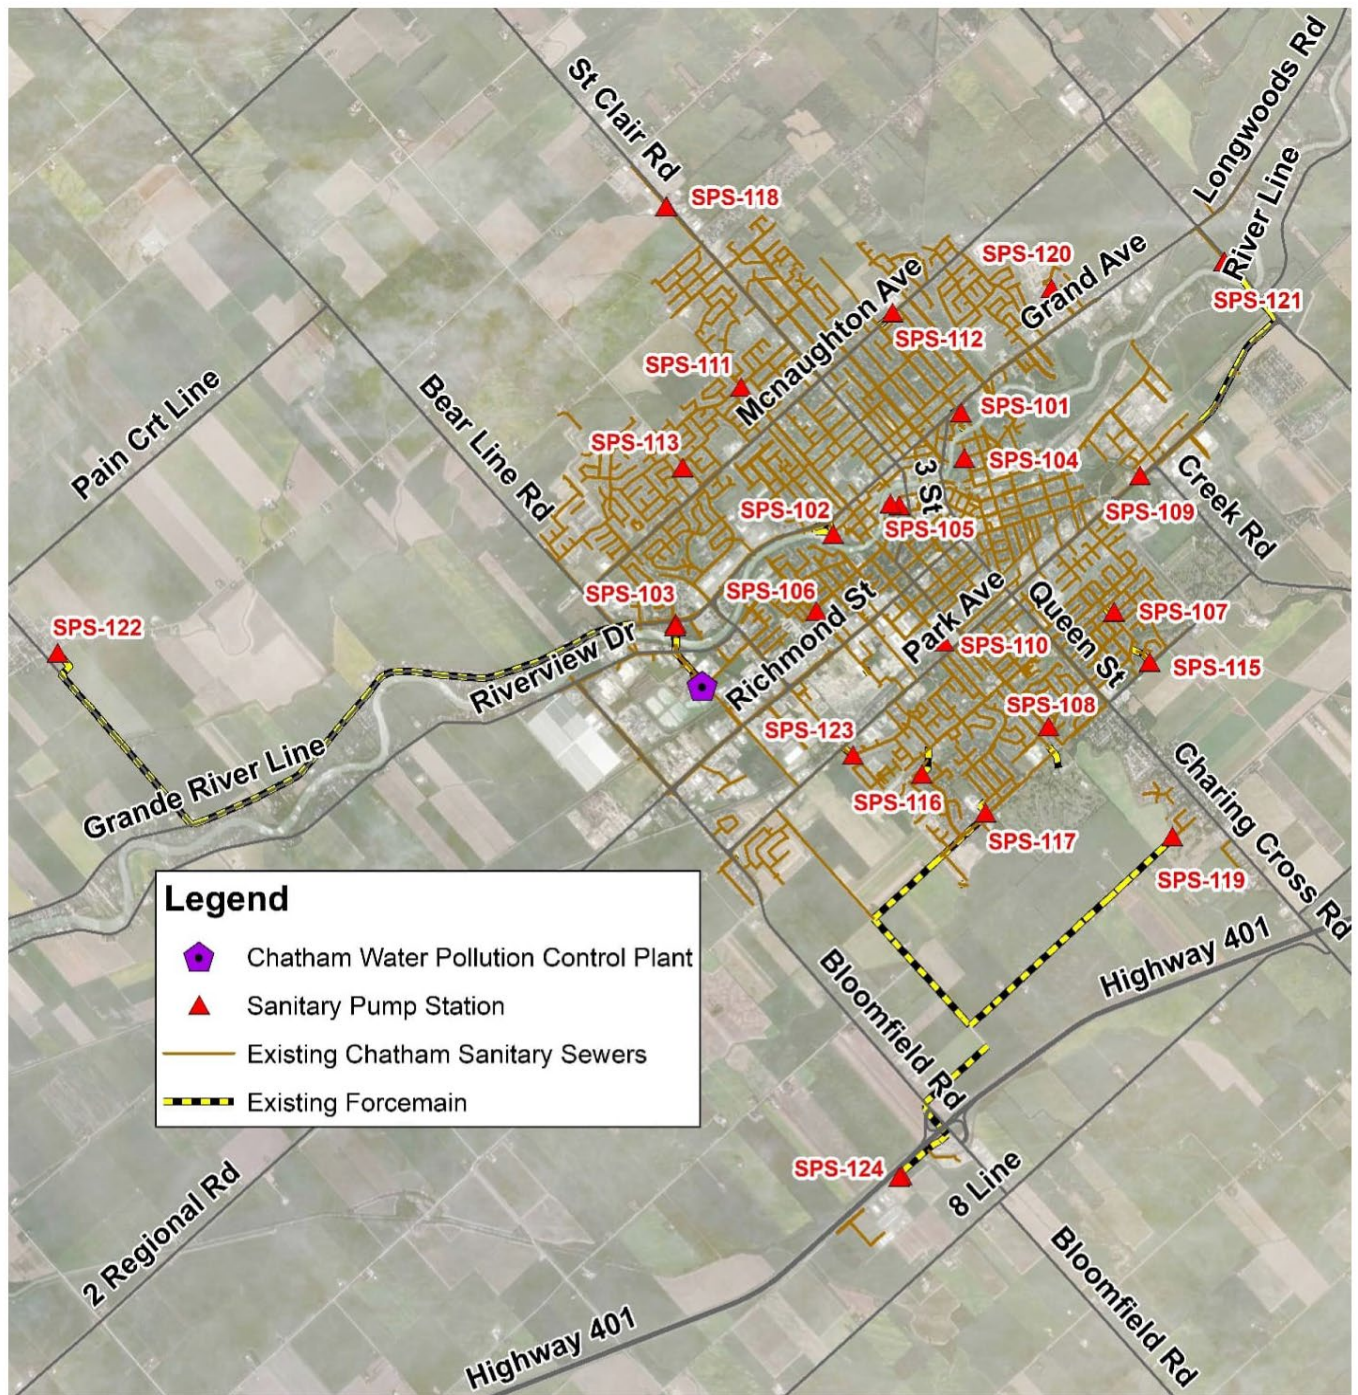 Longwoods Rd
St Clair Rd
River Line
SPS-118
SPS-120
Grand Ave
Mcnaughton Ave
SPS-121
SPS-112
SPS-111
Pain Crt Line
Bear Line Rd
SPS-101
SPS-113
3 St
SPS-104
Creek Rd
SPS-102
SPS-105
SPS-109
SPS-103
SPS-106
Richmond St
Park Ave
Queen St
SPS-107
SPS-122
Riverview Dr
SPS-110
SPS-115
SPS-108
SPS-123
Grande River Line
Charing Cross Rd
SPS-116
SPS-117
SPS-119
Legend
Chatham Water Pollution Control Plant
Sanitary Pump Station
Existing Chatham Sanitary Sewers
Existing Forcemain
Highway 401
Bloomfield Rd
SPS-124
8 Line
2 Regional Rd
Bloomfield Rd
Highway 401